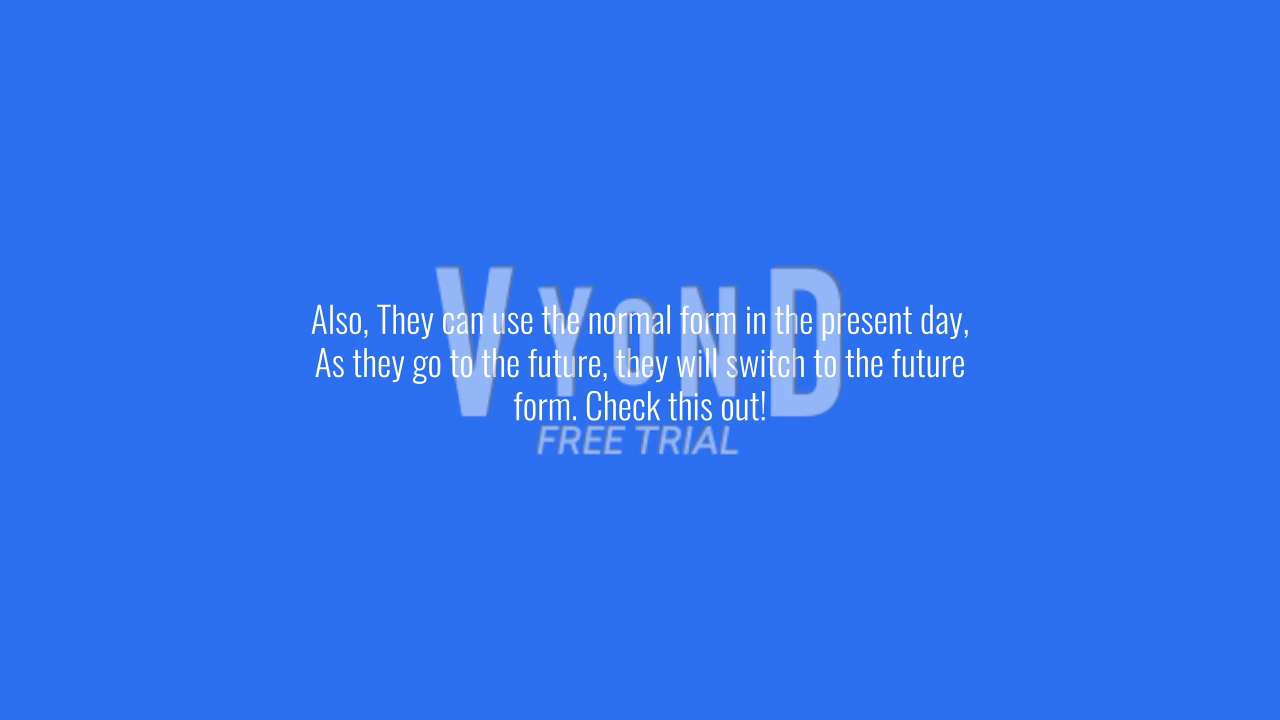 Also, They can use the normal form in the present day,
As they go to the future, they will switch to the future
form. Check this out!
VYOND
FREE TRIAL